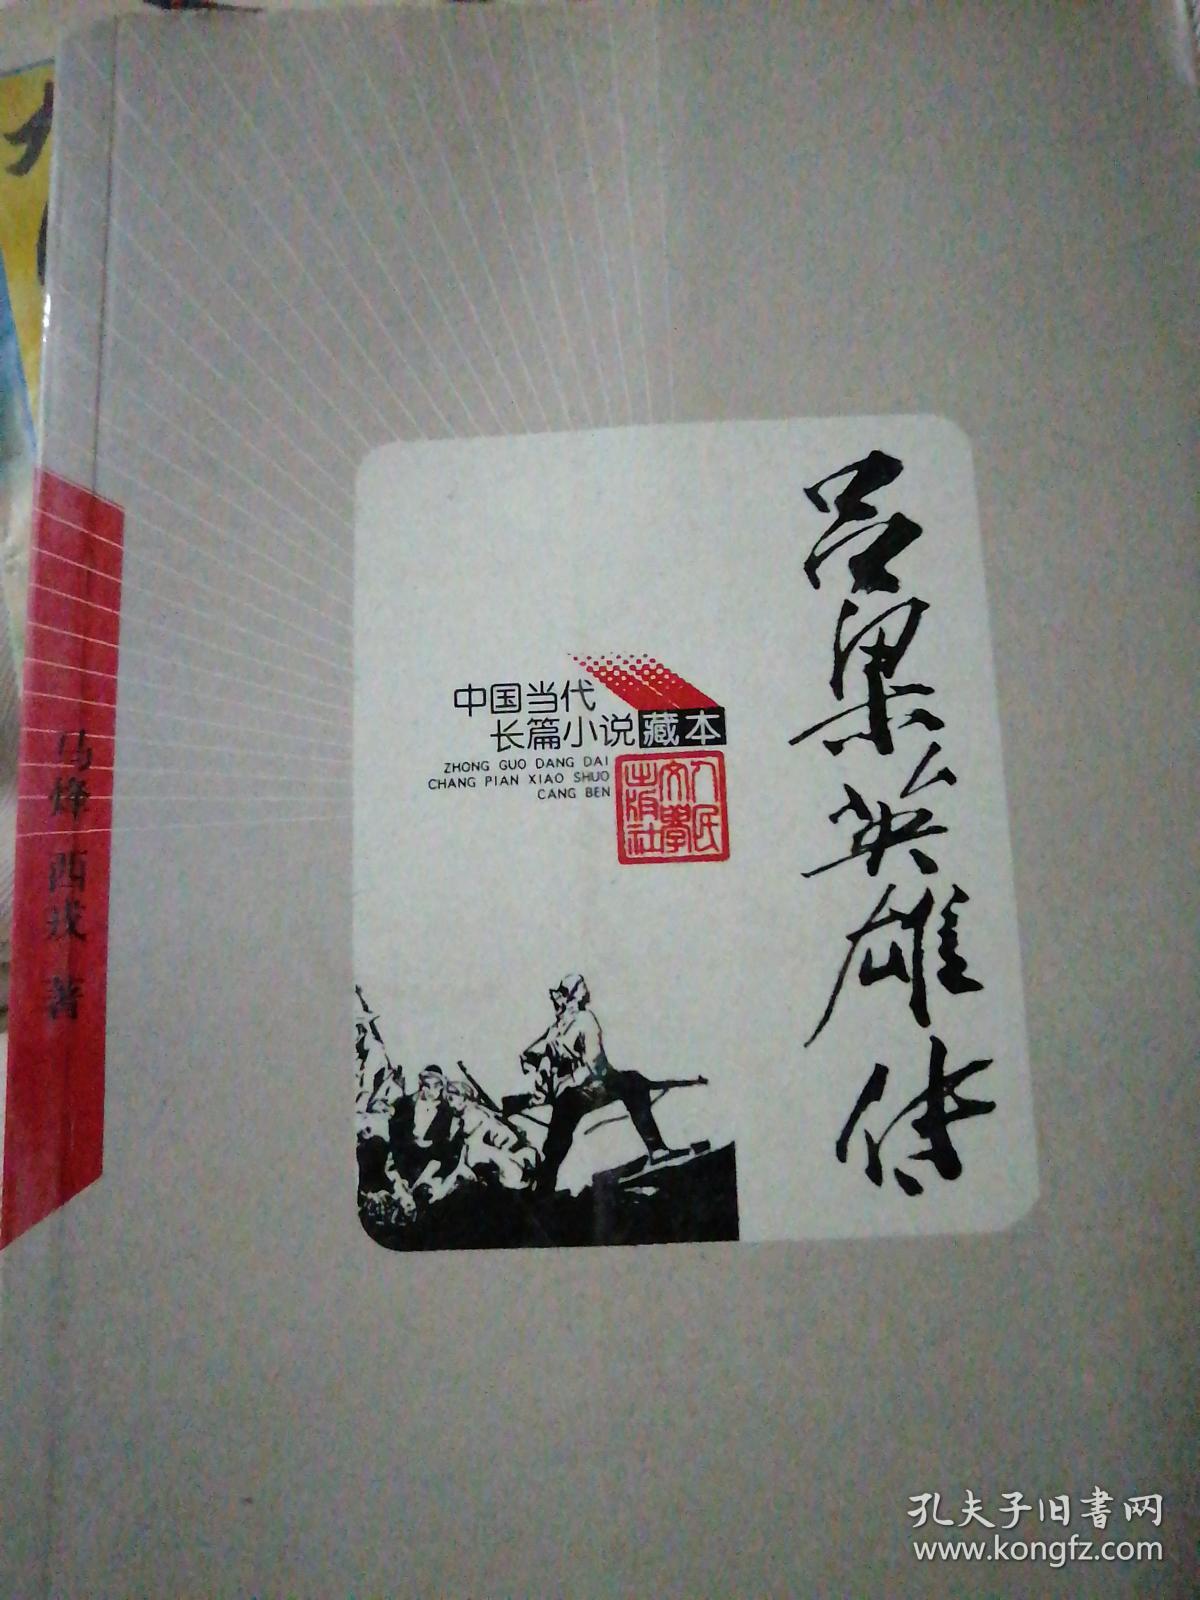 吕梁英雄传
中国当代
长篇小说藏本
ZHONG GUO DANG DAI
CHANG PIAN XIAO SHUO
CANG BEN
人民
文學
出版社
马烽 西戎 著
孔夫子旧書网
www.kongfz.com